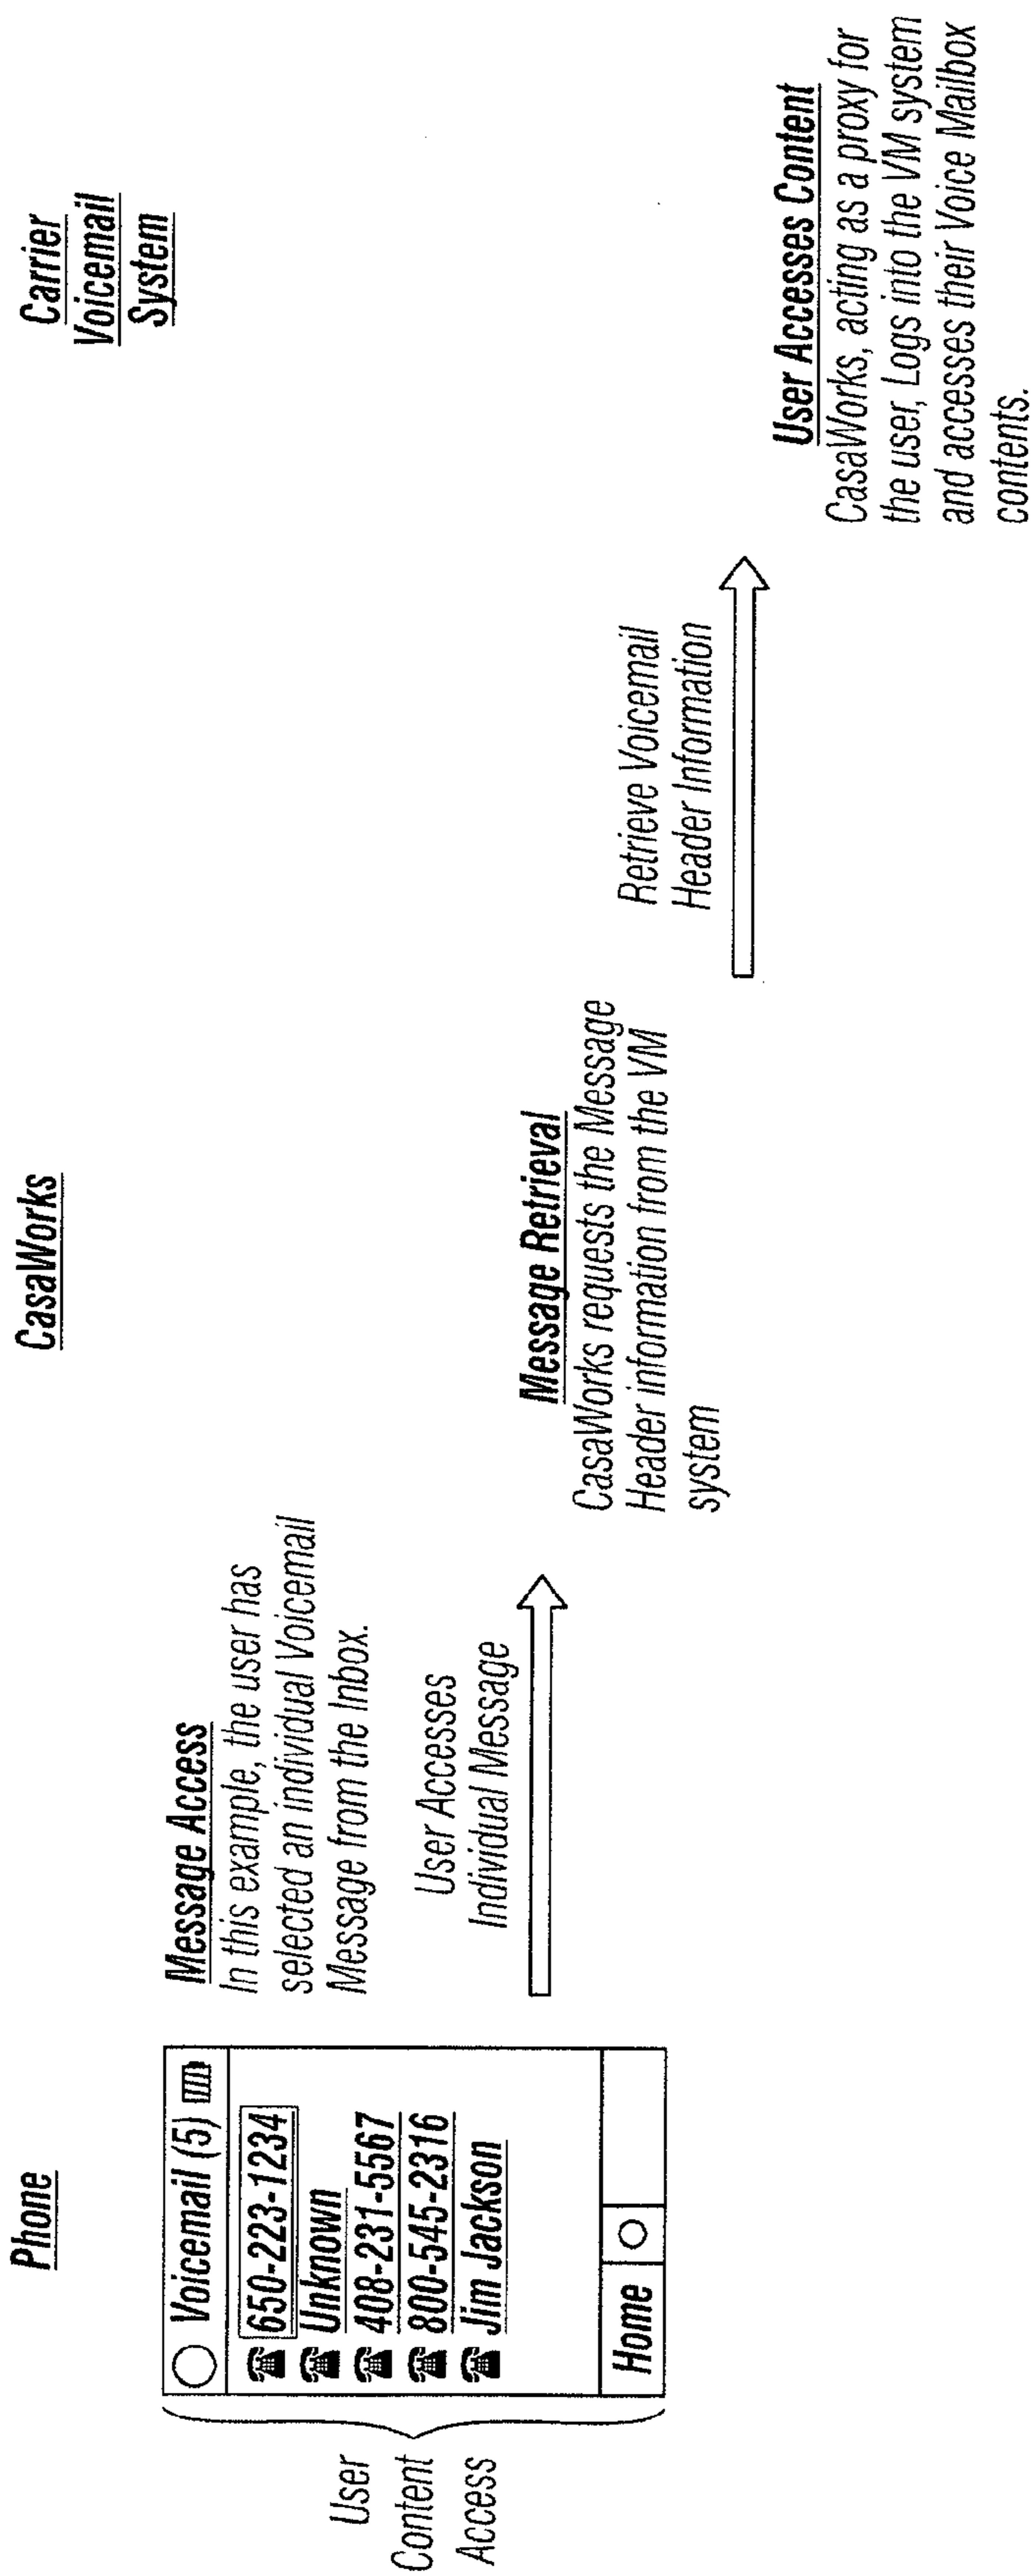 Phone
CasaWorks
Carrier
Voicemail
System
User
Content
Access
Voicemail (5)
650-223-1234
Unknown
408-231-5567
800-545-2316
Jim Jackson
Home
Message Access
In this example, the user has
selected an individual Voicemail
Message from the Inbox.
User Accesses
Individual Message
Message Retrieval
CasaWorks requests the Message
Header information from the VM
system
Retrieve Voicemail
Header Information
User Accesses Content
CasaWorks, acting as a proxy for
the user, Logs into the VM system
and accesses their Voice Mailbox
contents.